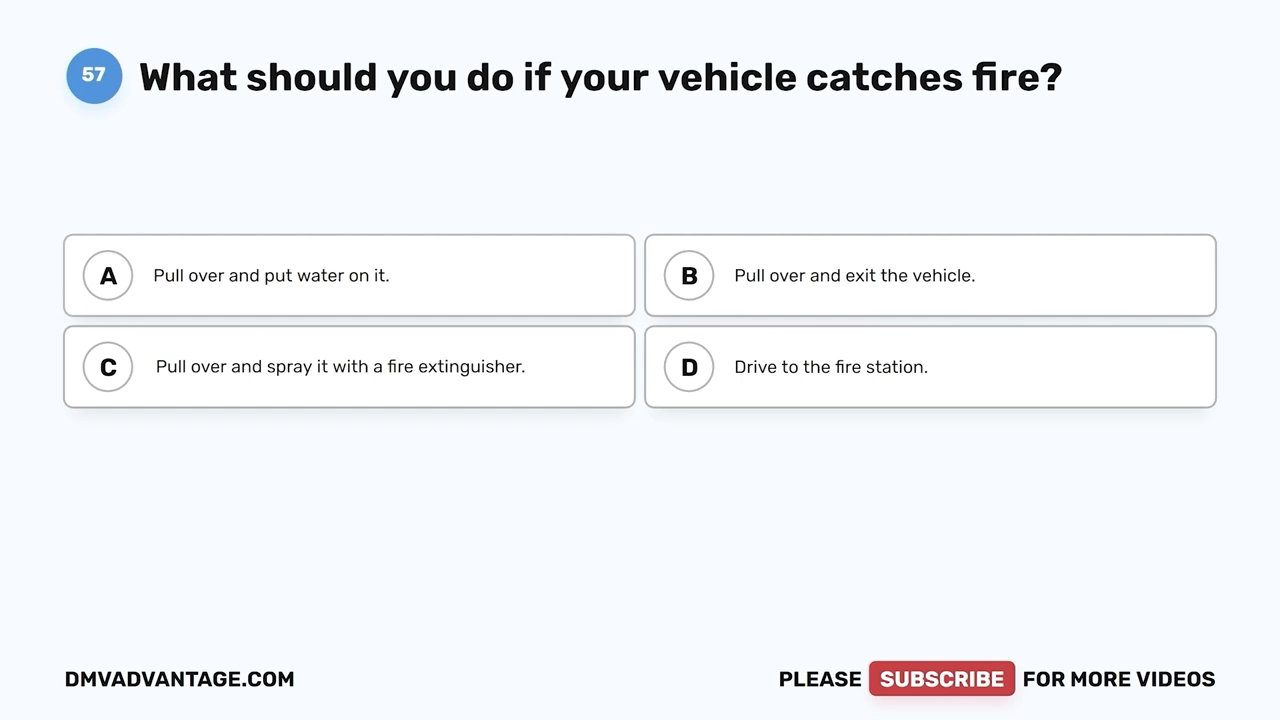 57 What should you do if your vehicle catches fire?
A Pull over and put water on it.
B Pull over and exit the vehicle.
C Pull over and spray it with a fire extinguisher.
D Drive to the fire station.
DMVADVANTAGE.COM
PLEASE SUBSCRIBE FOR MORE VIDEOS